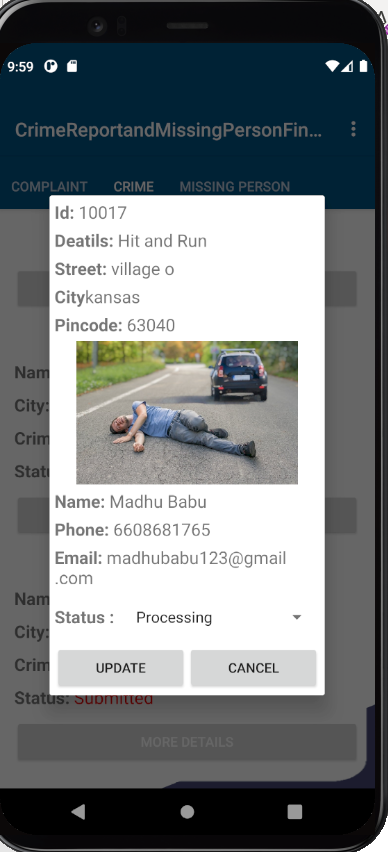 9:59
CrimeReportandMissingPersonFin...
COMPLAINT CRIME MISSING PERSON
Id: 10017
Deatils: Hit and Run
Street: village o
Citykansas
Pincode: 63040
Nam
City:
Crim
Statu
Name: Madhu Babu
Phone: 6608681765
Email: madhubabu123@gmail
.com
Nam
City:
Status : Processing
Crim
UPDATE CANCEL
Status: Submitted
MORE DETAILS